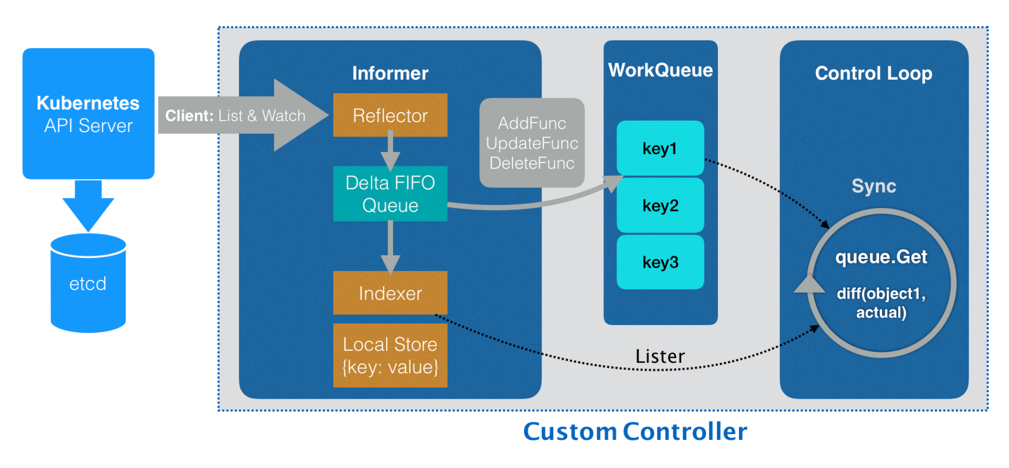 Kubernetes
API Server
etcd
Client: List & Watch
Informer
Reflector
Delta FIFO
Queue
Indexer
Local Store
{key: value}
AddFunc
UpdateFunc
DeleteFunc
WorkQueue
key1
key2
key3
Lister
Control Loop
Sync
queue.Get
diff(object1,
actual)
Custom Controller